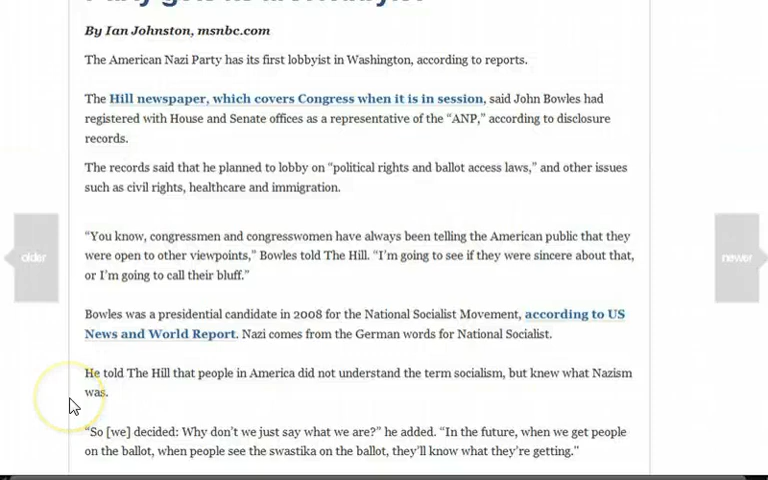 By Ian Johnston, msnbc.com
The American Nazi Party has its first lobbyist in Washington, according to reports.
The Hill newspaper, which covers Congress when it is in session, said John Bowles had
registered with House and Senate offices as a representative of the “ANP,” according to disclosure
records.
The records said that he planned to lobby on “political rights and ballot access laws,” and other issues
such as civil rights, healthcare and immigration.
“You know, congressmen and congresswomen have always been telling the American public that they
were open to other viewpoints,” Bowles told The Hill. “I’m going to see if they were sincere about that,
or I’m going to call their bluff.”
older
newer
Bowles was a presidential candidate in 2008 for the National Socialist Movement, according to US
News and World Report. Nazi comes from the German words for National Socialist.
He told The Hill that people in America did not understand the term socialism, but knew what Nazism
was.
“So [we] decided: Why don’t we just say what we are?” he added. “In the future, when we get people
on the ballot, when people see the swastika on the ballot, they’ll know what they’re getting.”